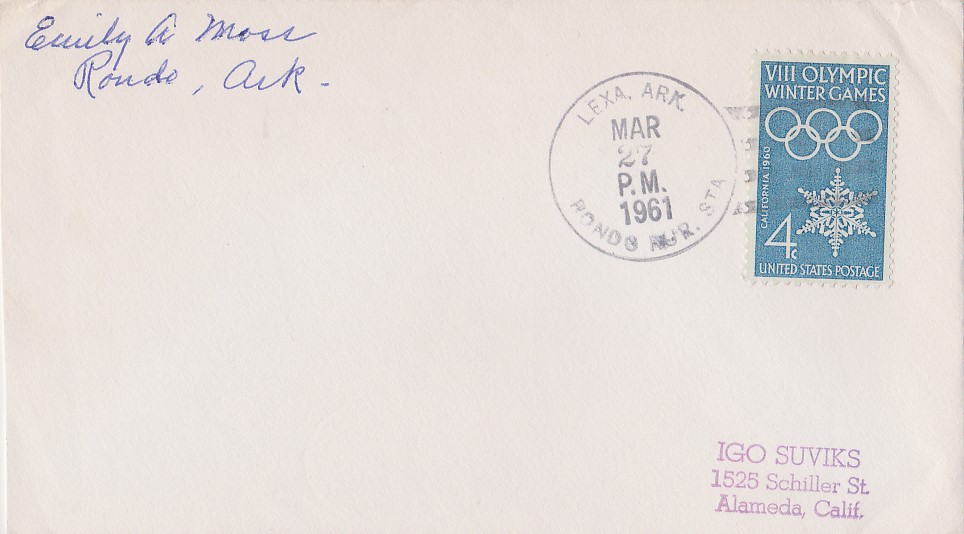 Emily A Moss
Rondo, Ark-
LEXA, ARK.
MAR
27
P.M.
1961
RONDO RUR. STA
VIII OLYMPIC
WINTER GAMES
CALIFORNIA 1960
4c
UNITED STATES POSTAGE
IGO SUVIKS
1525 Schiller St.
Alameda, Calif.